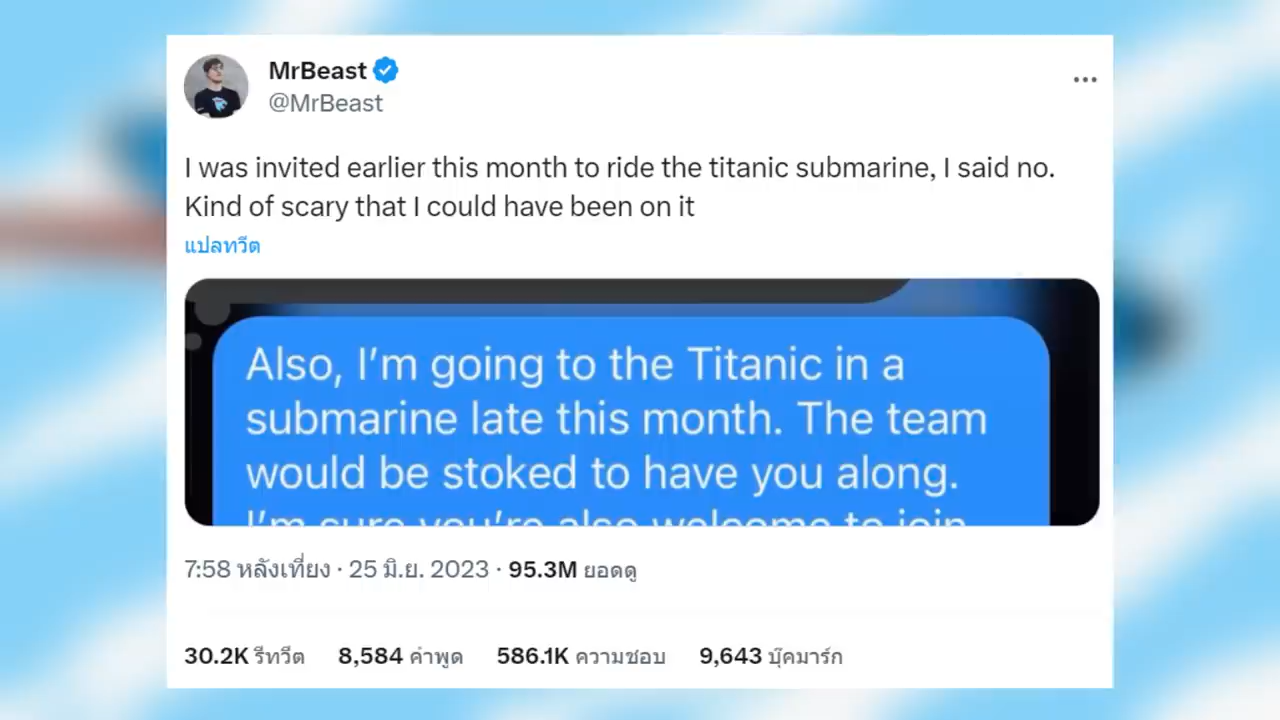 MrBeast
@MrBeast
I was invited earlier this month to ride the titanic submarine, I said no.
Kind of scary that I could have been on it
แปลทวีต
Also, I'm going to the Titanic in a
submarine late this month. The team
would be stoked to have you along.
I'm sure you're also welcome to join
7:58 หลังเที่ยง · 25 มิ.ย. 2023 · 95.3M ยอดดู
30.2K รีทวีต 8,584 คำพูด 586.1K ความชอบ 9,643 บุ๊คมาร์ก